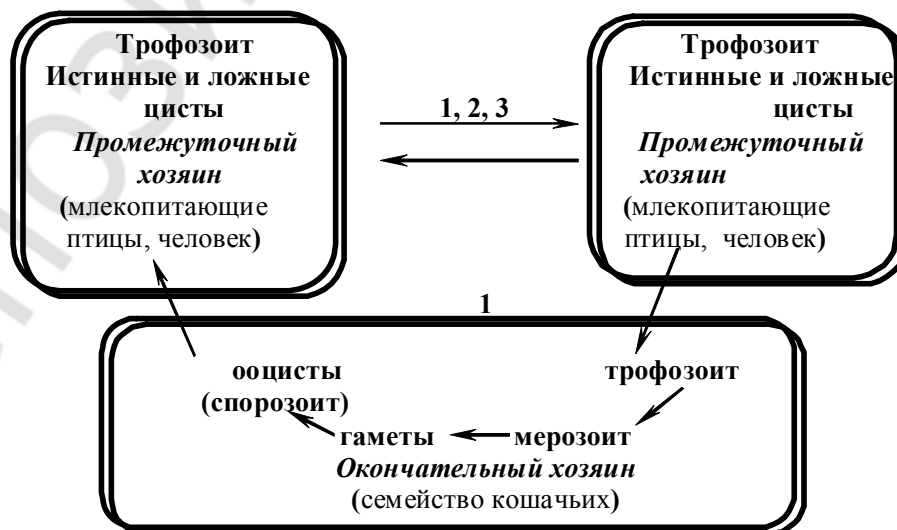 Трофозоит
Истинные и ложные
цисты
Промежуточный
хозяин
(млекопитающие
птицы, человек)
1, 2, 3
Трофозоит
Истинные и ложные
цисты
Промежуточный
хозяин
(млекопитающие
птицы, человек)
1
ооцисты
(спорозоит)
трофозоит
гаметы
мерозоит
Окончательный хозяин
(семейство кошачьих)